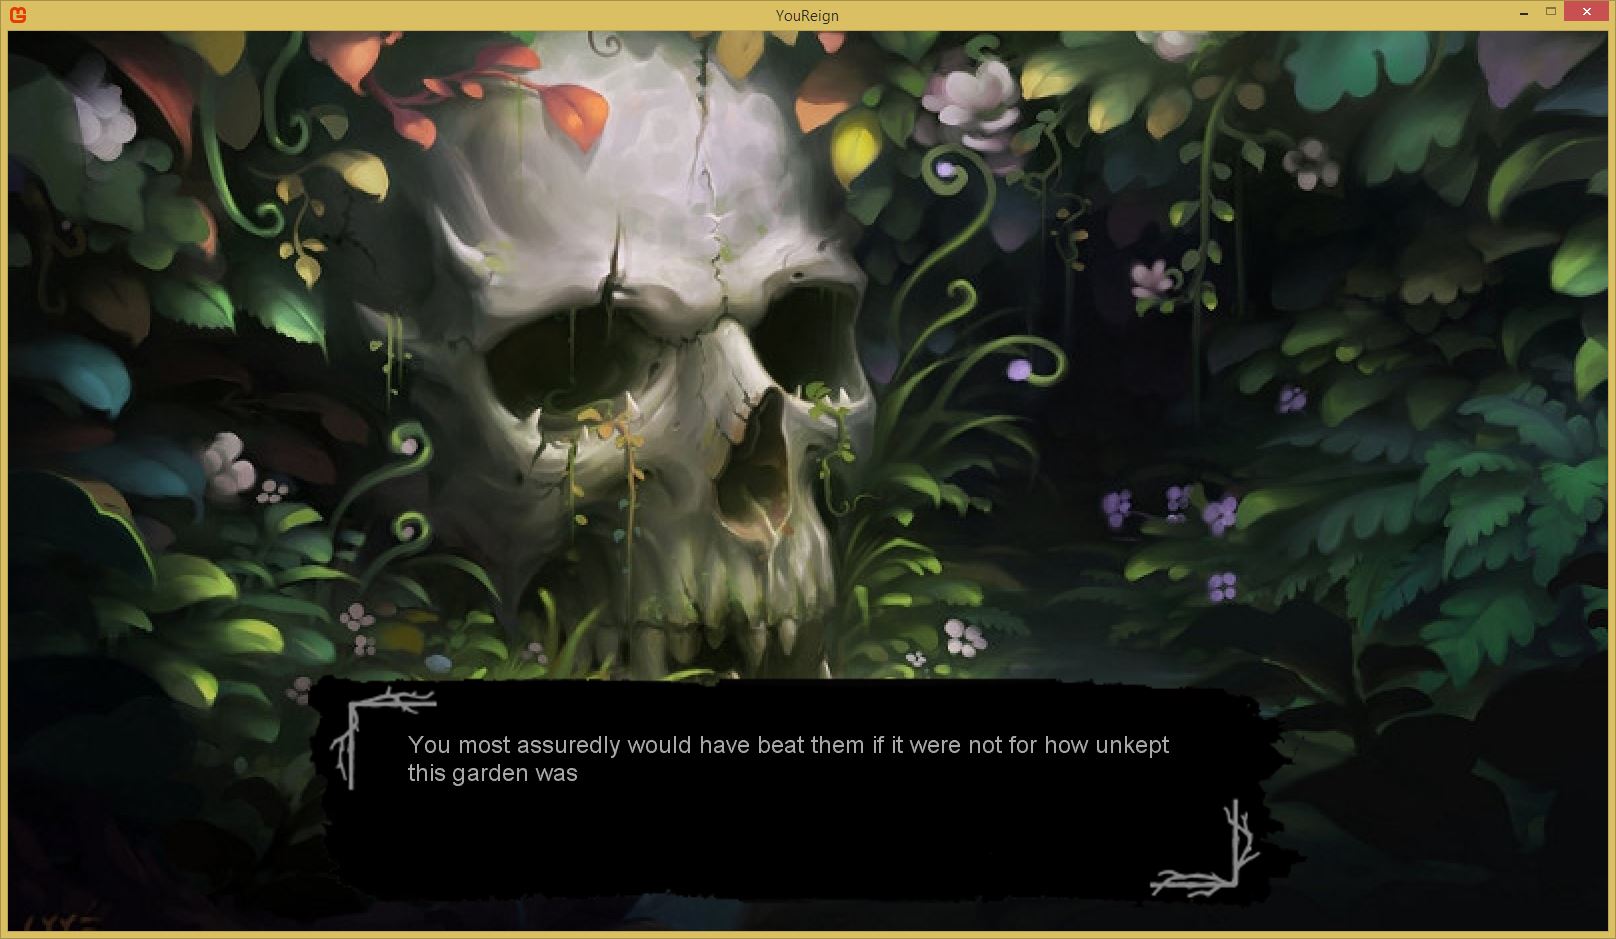 YouReign
You most assuredly would have beat them if it were not for how unkept
this garden was